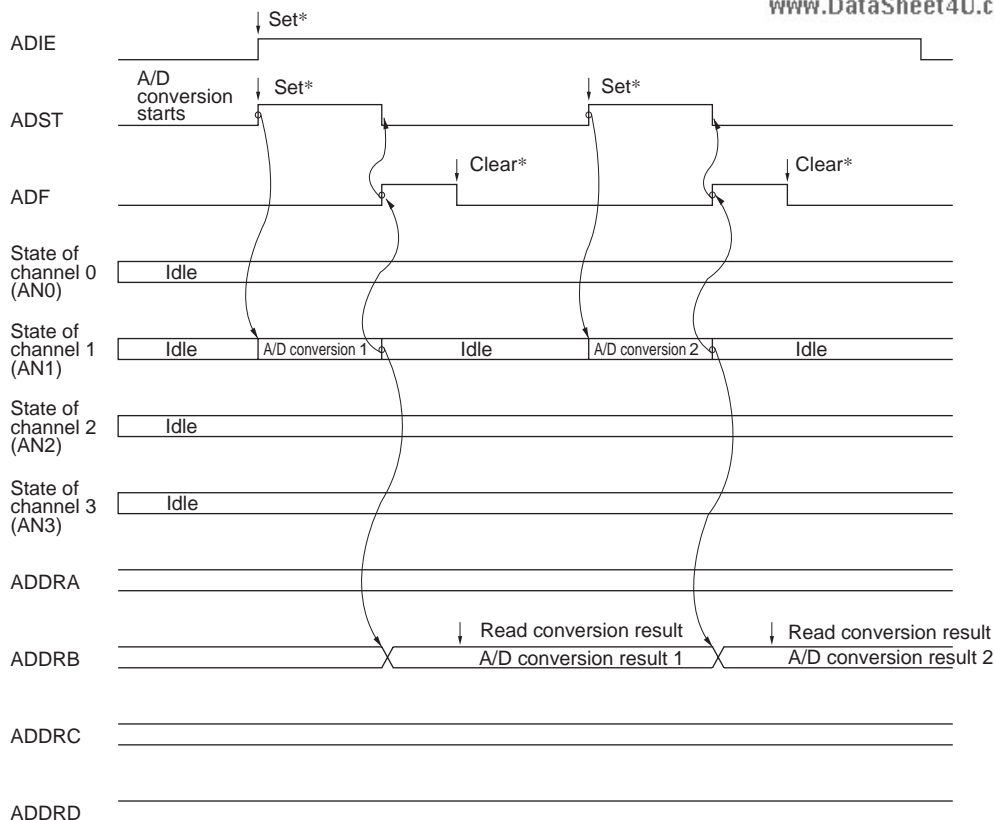 www.DataSheet4U.c
Set*
ADIE
A/D
conversion
starts
Set*
Set*
ADST
Clear*
Clear*
ADF
State of
channel 0
(AN0)
Idle
State of
channel 1
(AN1)
Idle
A/D conversion 1
Idle
A/D conversion 2
Idle
State of
channel 2
(AN2)
Idle
State of
channel 3
(AN3)
Idle
ADDRA
Read conversion result
Read conversion result
ADDRB
A/D conversion result 1
A/D conversion result 2
ADDRC
ADDRD